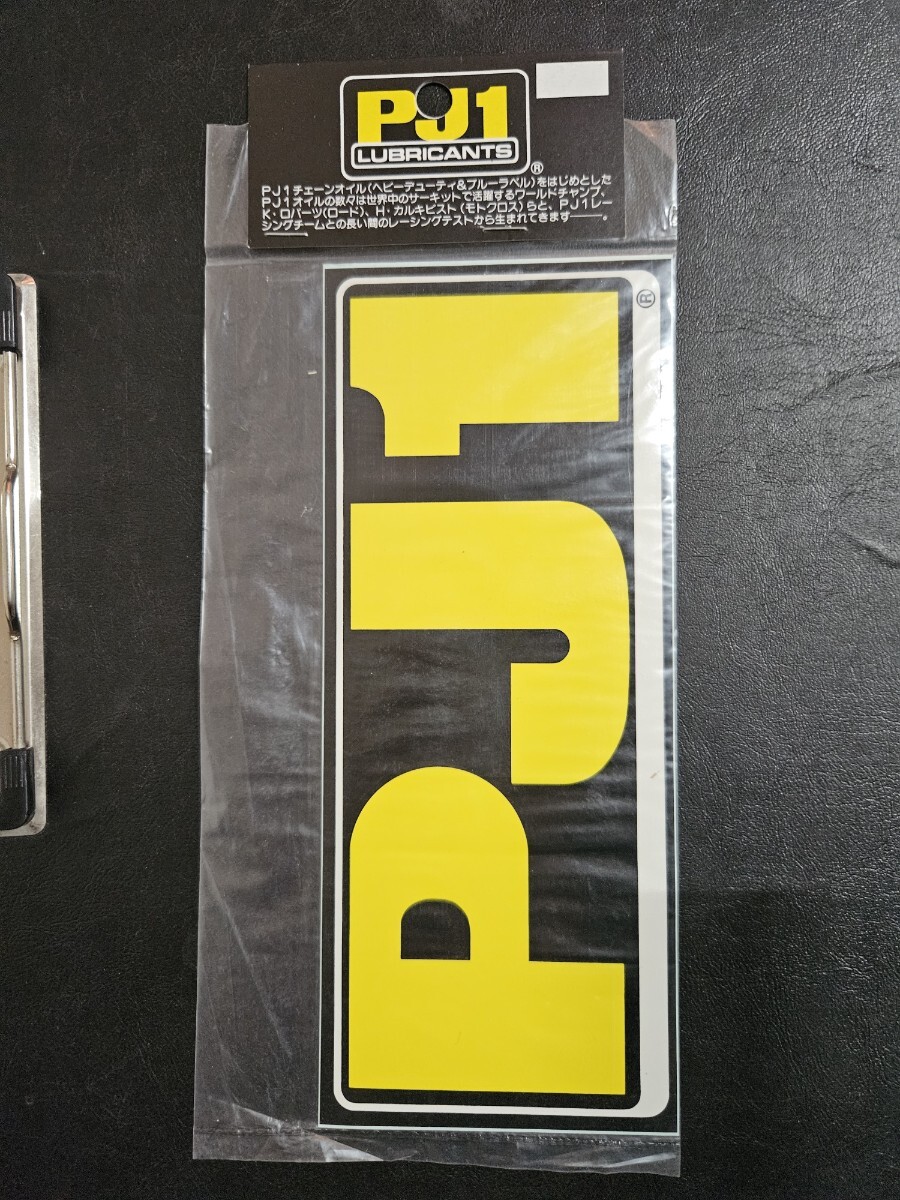 PJ1
LUBRICANTS
®
PJ1チェーンオイル(ヘビーデューティ&ブルーラベル)をはじめとした
PJ1オイルの数々は世界中のサーキットで活躍するワールドチャンプ、
K・ロバーツ(ロード)、H・カルキビスト(モトクロス)らと、PJ1レー
シングチームとの長い間のレーシングテストから生まれてきます――。
PJ1
®